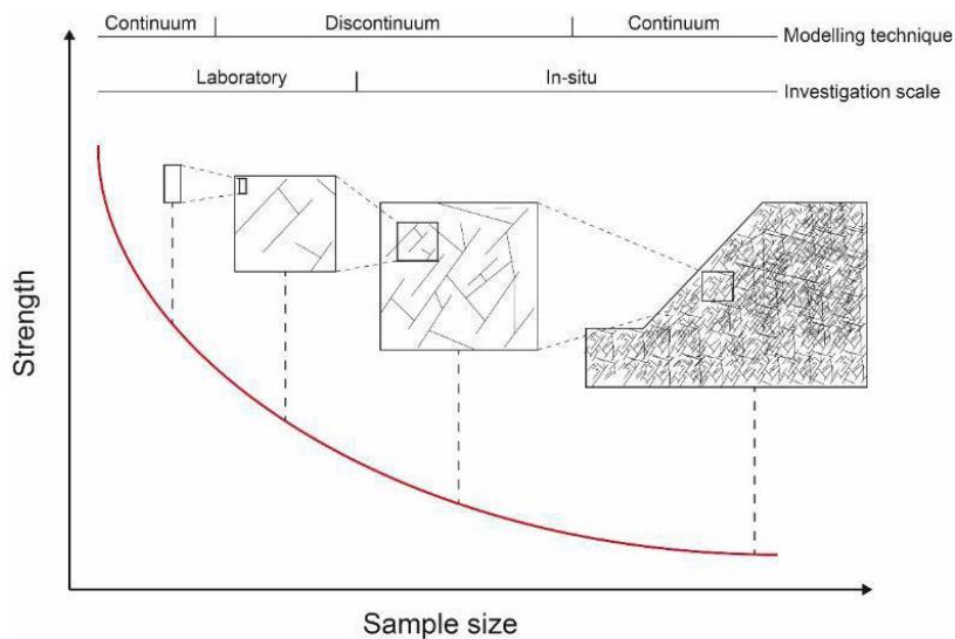 Continuum Discontinuum Continuum
Modelling technique
Laboratory In-situ
Investigation scale
Strength
Sample size